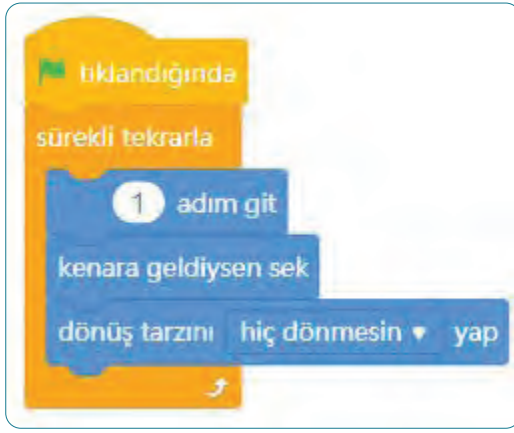 tıklandığında
sürekli tekrarla
1 adım git
kenara geldiysen sek
dönüş tarzını hiç dönmesin ▾ yap